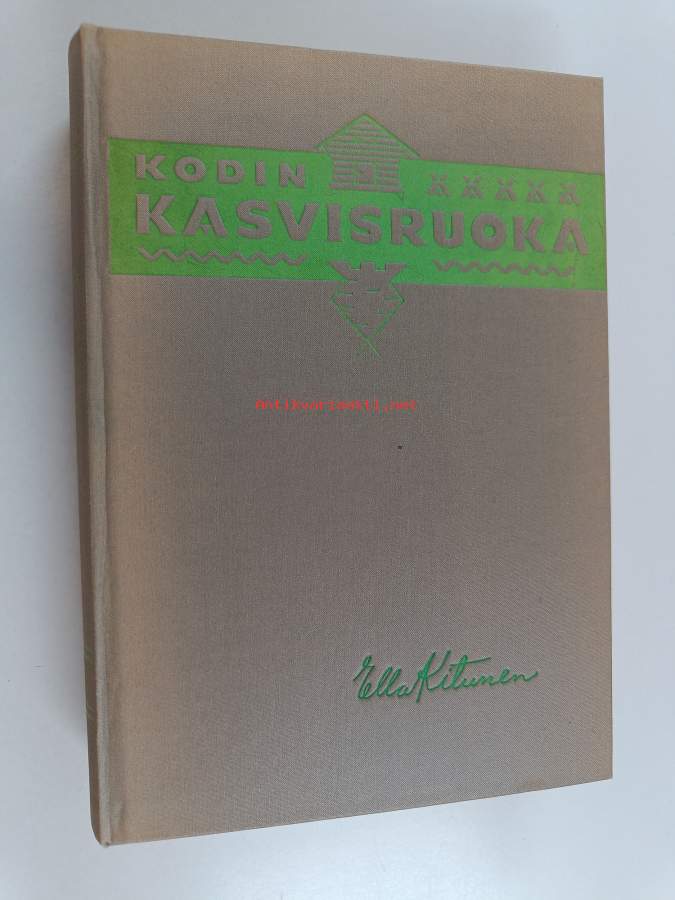 KODIN
KASVISRUOKA
Antikvariaatti.net
Ella Kitunen